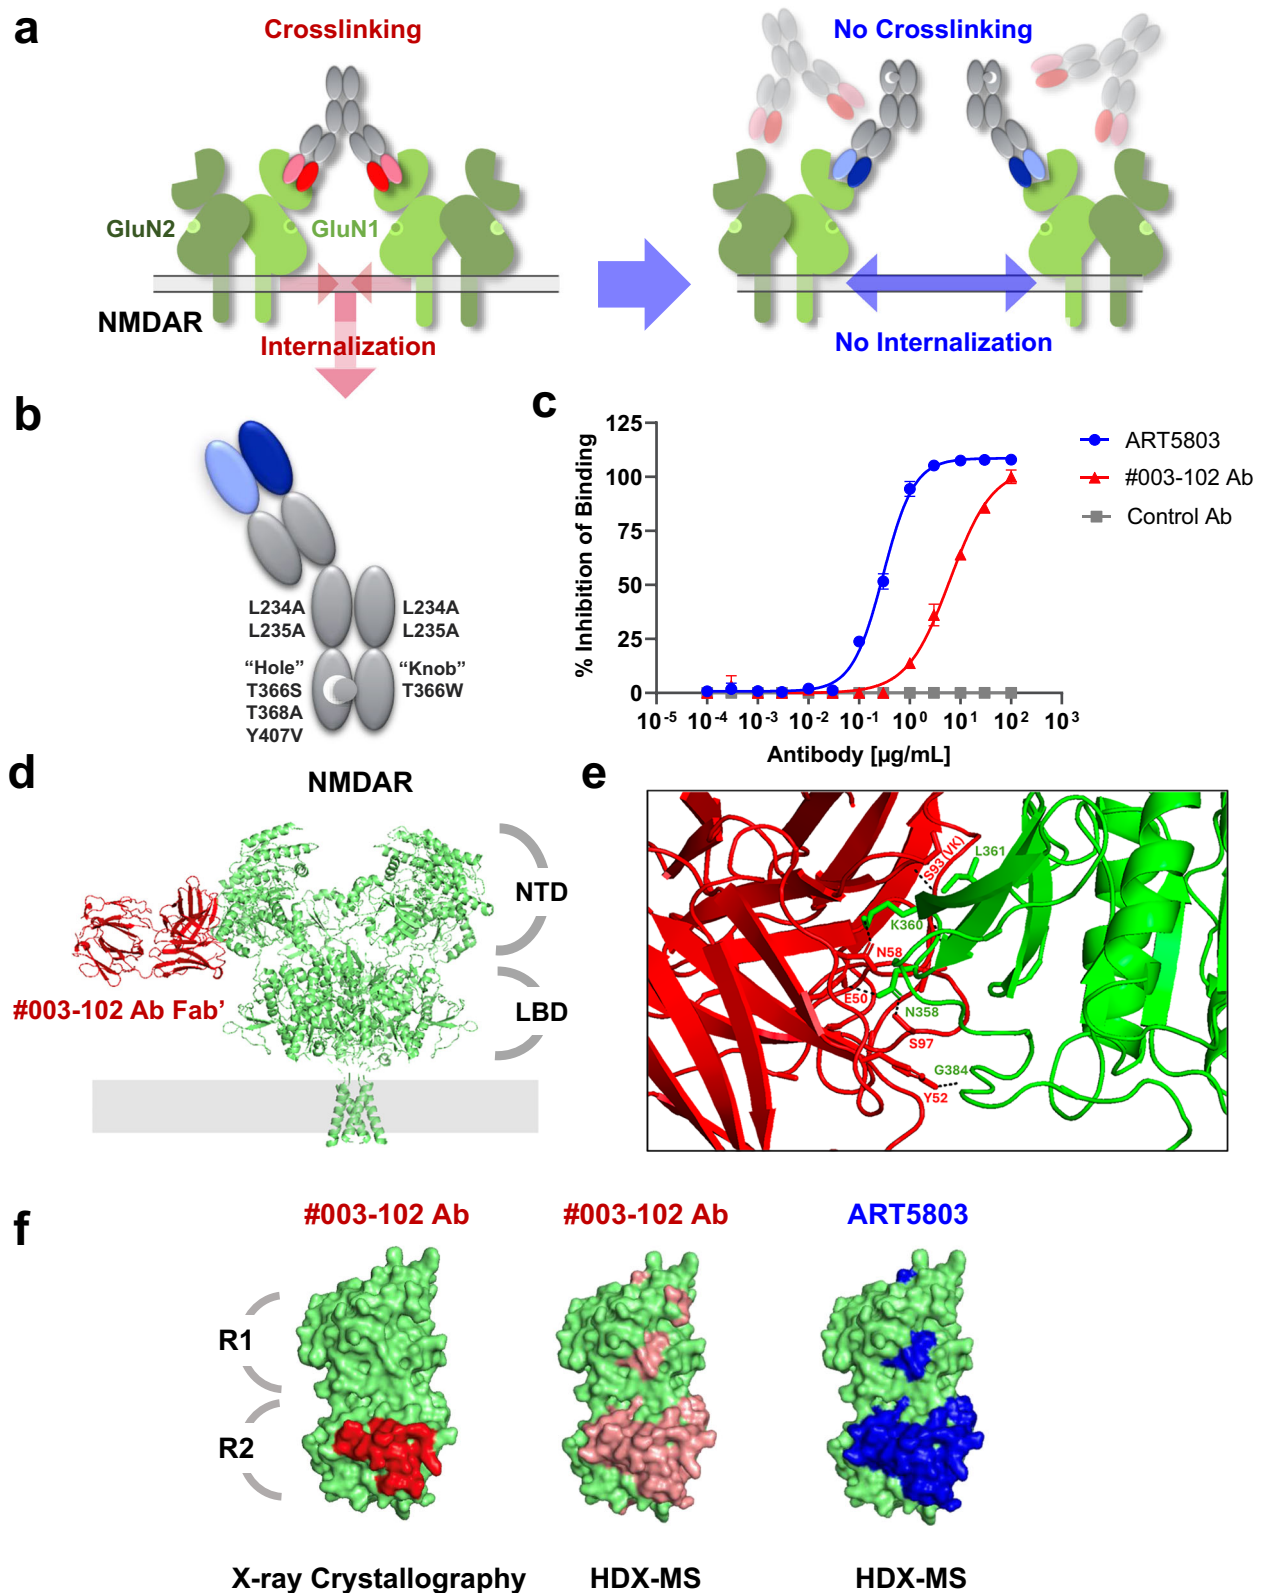 a
Crosslinking
No Crosslinking
GluN2
GluN1
NMDAR
Internalization
No Internalization
b
L234A
L235A
L234A
L235A
“Hole”
T366S
T368A
Y407V
“Knob”
T366W
c
% Inhibition of Binding
125
100
75
50
25
0
10-5 10-4 10-3 10-2 10-1 100 101 102 103
Antibody [µg/mL]
ART5803
#003-102 Ab
Control Ab
d
NMDAR
NTD
LBD
#003-102 Ab Fab’
e
S93(VK)
L361
K360
N58
E50
N358
S97
G384
Y52
f
#003-102 Ab
#003-102 Ab
ART5803
R1
R2
X-ray Crystallography
HDX-MS
HDX-MS